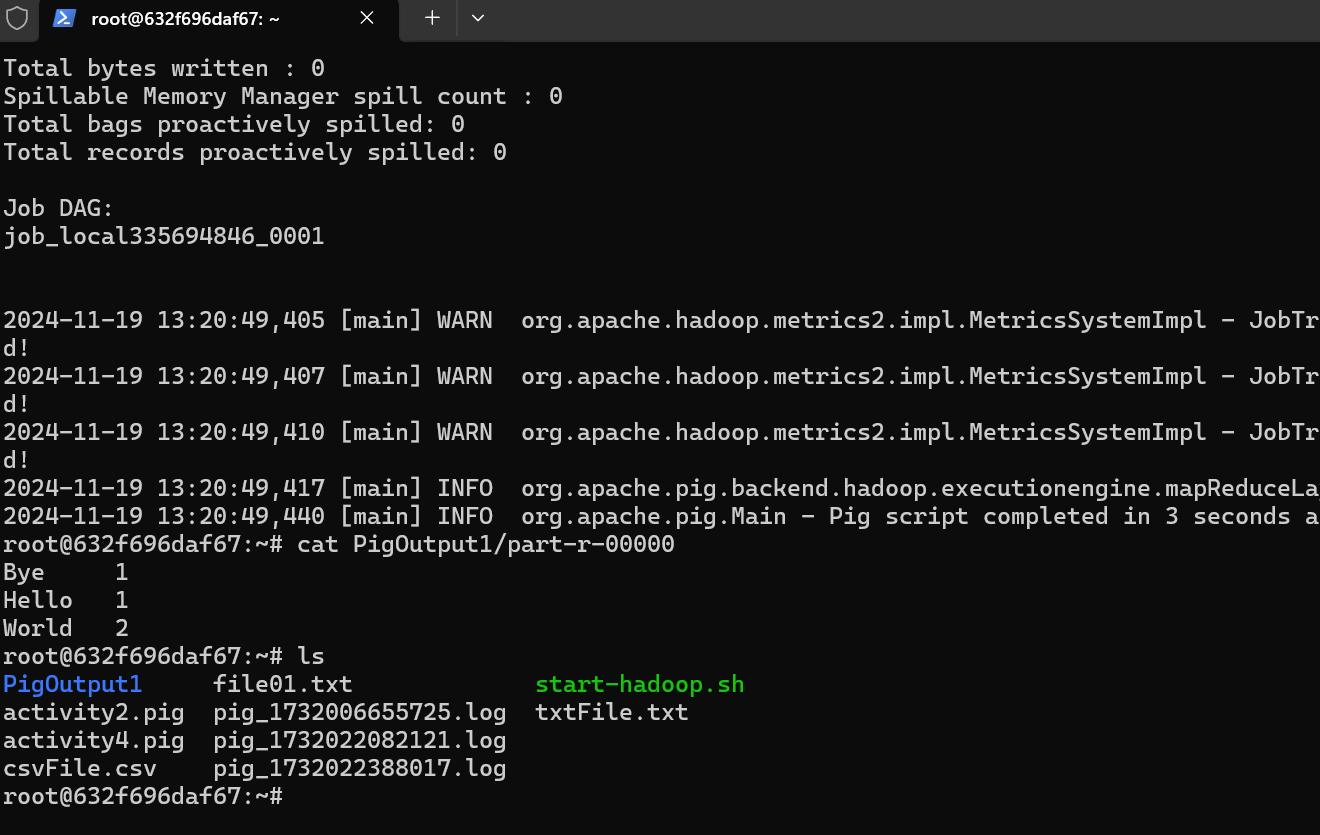 root@632f696daf67: ~
Total bytes written : 0
Spillable Memory Manager spill count : 0
Total bags proactively spilled: 0
Total records proactively spilled: 0
Job DAG:
job_local335694846_0001
2024-11-19 13:20:49,405 [main] WARN  org.apache.hadoop.metrics2.impl.MetricsSystemImpl - JobTr
d!
2024-11-19 13:20:49,407 [main] WARN  org.apache.hadoop.metrics2.impl.MetricsSystemImpl - JobTr
d!
2024-11-19 13:20:49,410 [main] WARN  org.apache.hadoop.metrics2.impl.MetricsSystemImpl - JobTr
d!
2024-11-19 13:20:49,417 [main] INFO  org.apache.pig.backend.hadoop.executionengine.mapReduceLa
2024-11-19 13:20:49,440 [main] INFO  org.apache.pig.Main - Pig script completed in 3 seconds a
root@632f696daf67:~# cat PigOutput1/part-r-00000
Bye     1
Hello   1
World   2
root@632f696daf67:~# ls
PigOutput1     file01.txt             start-hadoop.sh
activity2.pig  pig_1732006655725.log  txtFile.txt
activity4.pig  pig_1732022082121.log
csvFile.csv    pig_1732022388017.log
root@632f696daf67:~#